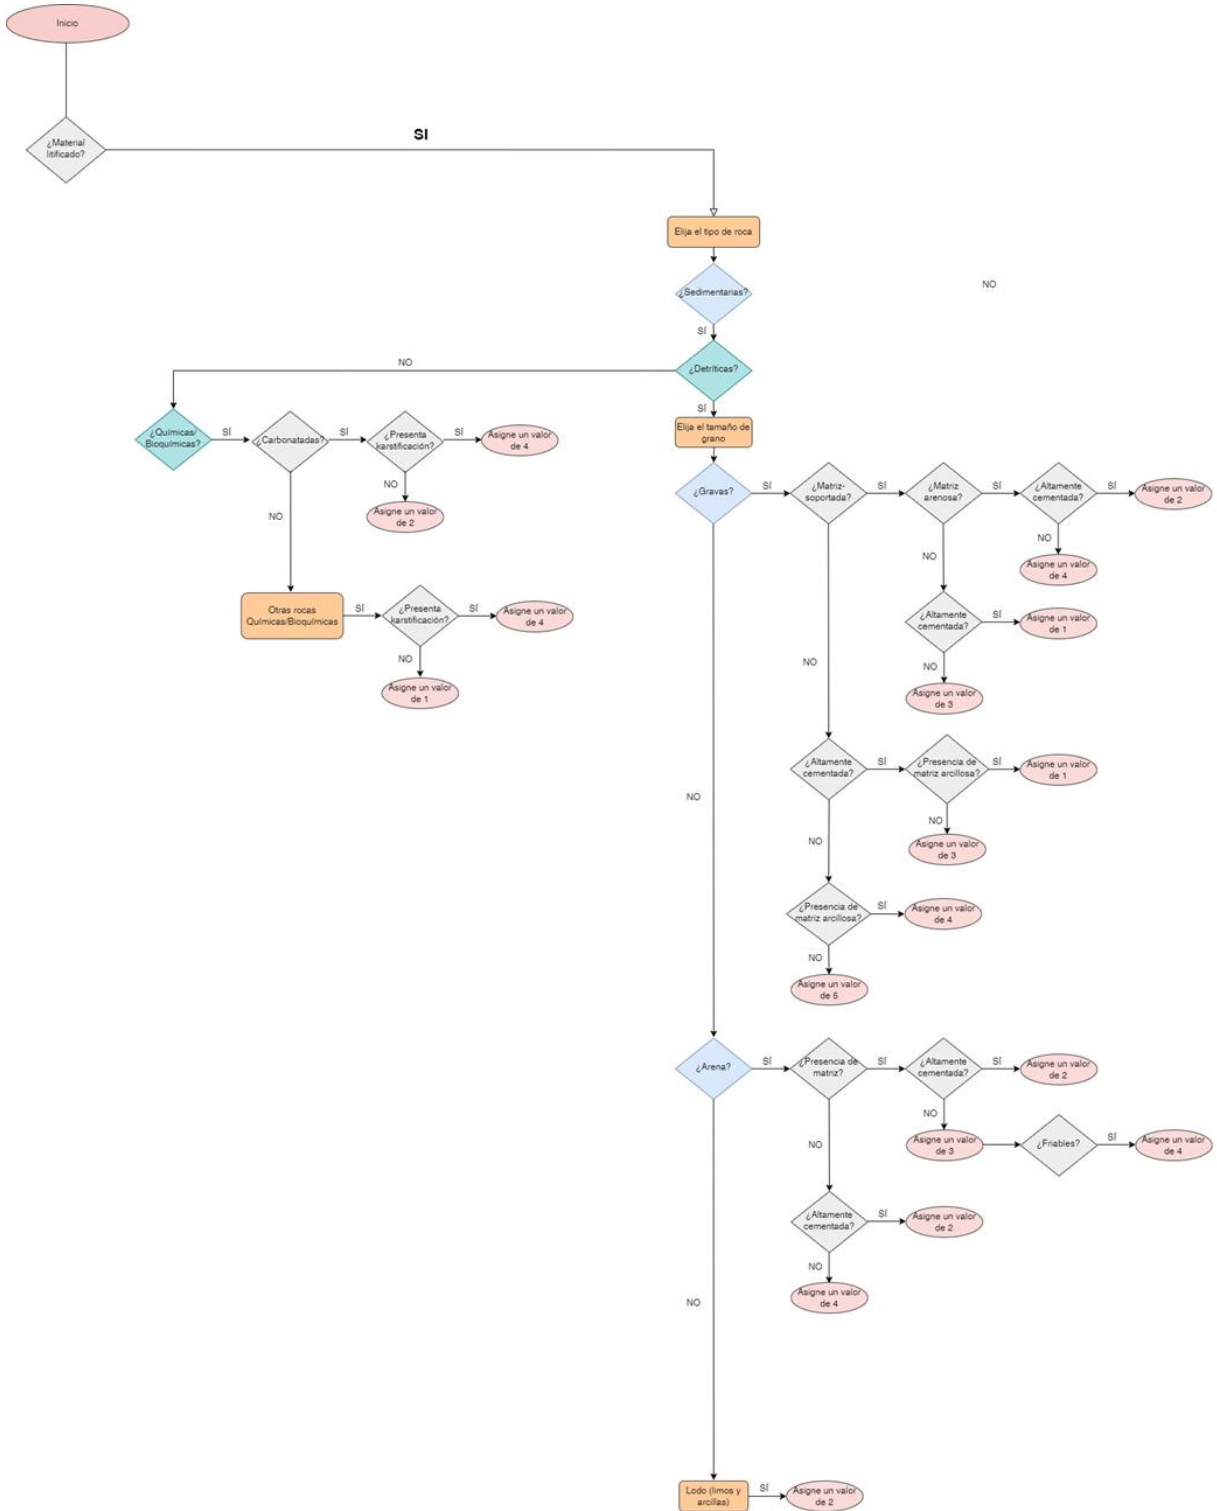 Inicio
¿Material
litificado?
SI
Elija el tipo de roca
¿Sedimentarias?
NO
SÍ
NO
¿Detríticas?
SÍ
¿Químicas/
Bioquímicas?
SÍ
¿Carbonatadas?
SÍ
¿Presenta
karstificación?
SÍ
Asigne un valor
de 4
NO
Asigne un valor
de 2
NO
Otras rocas
Químicas/Bioquímicas
SÍ
¿Presenta
karstificación?
SÍ
Asigne un valor
de 4
NO
Asigne un valor
de 1
Elija el tamaño de
grano
¿Gravas?
SÍ
¿Matriz-
soportada?
SÍ
¿Matriz
arenosa?
SÍ
¿Altamente
cementada?
SÍ
Asigne un valor
de 2
NO
Asigne un valor
de 4
NO
¿Altamente
cementada?
SÍ
Asigne un valor
de 1
NO
Asigne un valor
de 3
NO
¿Altamente
cementada?
SÍ
¿Presencia de
matriz arcillosa?
SÍ
Asigne un valor
de 1
NO
Asigne un valor
de 3
NO
¿Presencia de
matriz arcillosa?
SÍ
Asigne un valor
de 4
NO
Asigne un valor
de 5
NO
¿Arena?
SÍ
¿Presencia de
matriz?
SÍ
¿Altamente
cementada?
SÍ
Asigne un valor
de 2
NO
Asigne un valor
de 3
¿Friables?
SÍ
Asigne un valor
de 4
NO
¿Altamente
cementada?
SÍ
Asigne un valor
de 2
NO
Asigne un valor
de 4
NO
Lodo (limos y
arcillas)
SÍ
Asigne un valor
de 2